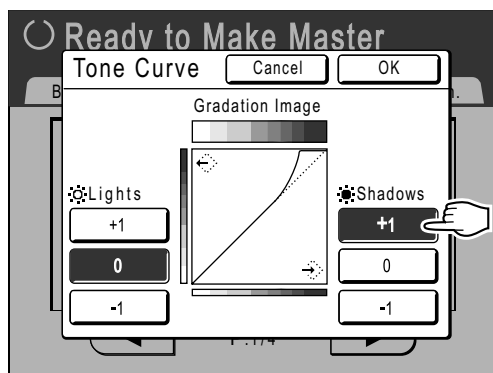 Ready to Make Master
Tone Curve
Cancel
OK
Gradation Image
Lights
+1
0
-1
Shadows
+1
0
-1